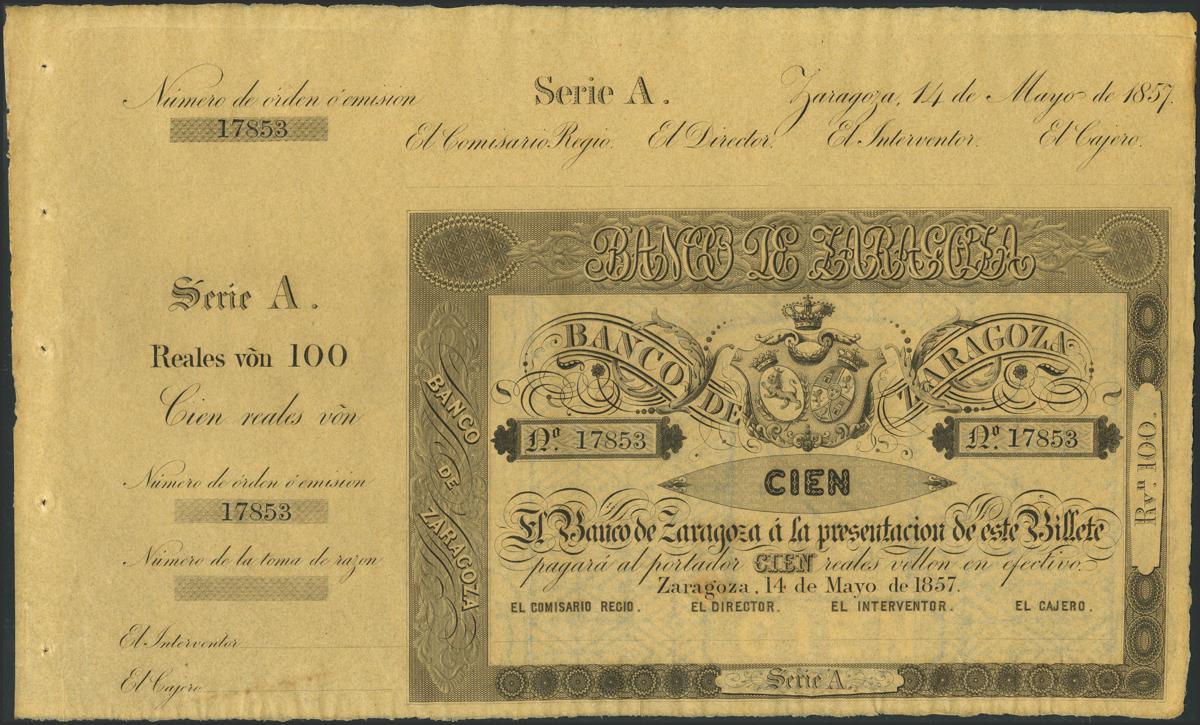 Número de órden ó emision
17853
Serie A.
Zaragoza, 14 de Mayo de 1857.
El Comisario Regio. El Director. El Interventor. El Cajero.
Serie A.
Reales vōn 100
Cien reales vōn
Número de órden ó emision
17853
Número de la toma de razon
El Interventor
El Cajero
BANCO DE ZARAGOZA
BANCO DE ZARAGOZA
BANCO DE ZARAGOZA
Nº. 17853
Nº. 17853
CIEN
El Banco de Zaragoza á la presentacion de este Billete
pagará al portador CIEN reales vellon en efectivo.
Zaragoza, 14 de Mayo de 1857.
EL COMISARIO REGIO. EL DIRECTOR. EL INTERVENTOR. EL CAJERO.
Rvⁿ 100.
Serie A.